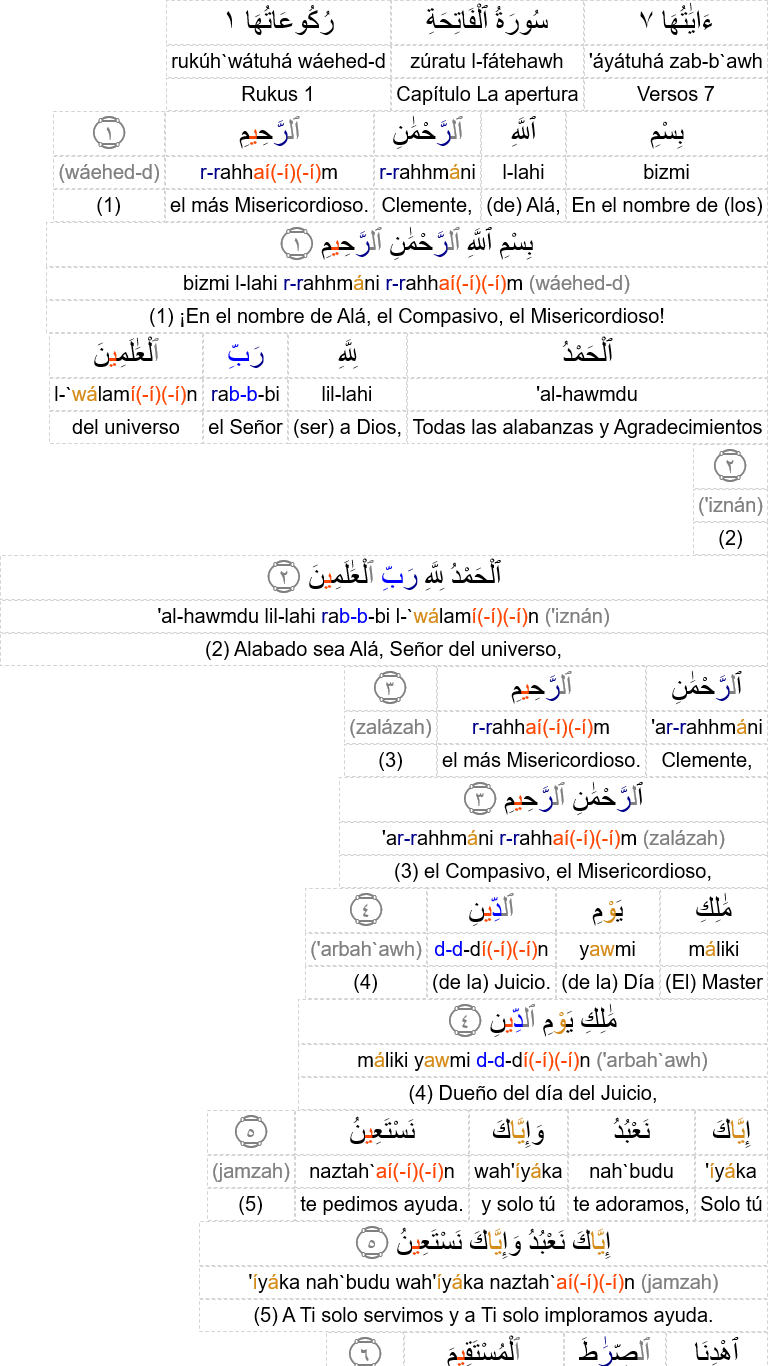 ءَايَٰتُهَا ٧ سُورَةُ ٱلْفَاتِحَةِ رُكُوعَاتُهَا ١
rukúh`wátuhá wáehed-d zúratu l-fátehawh 'áyátuhá zab-b`awh
Rukus 1 Capítulo La apertura Versos 7
بِسْمِ ٱللَّهِ ٱلرَّحْمَٰنِ ٱلرَّحِيمِ ١
(wáehed-d) r-rahhaí(-í)(-í)m r-rahhmáni l-lahi bizmi
(1) el más Misericordioso. Clemente, (de) Alá, En el nombre de (los)
بِسْمِ ٱللَّهِ ٱلرَّحْمَٰنِ ٱلرَّحِيمِ ١
bizmi l-lahi r-rahhmáni r-rahhaí(-í)(-í)m (wáehed-d)
(1) ¡En el nombre de Alá, el Compasivo, el Misericordioso!
ٱلْحَمْدُ لِلَّهِ رَبِّ ٱلْعَٰلَمِينَ
l-`wálamí(-í)(-í)n rab-b-bi lil-lahi 'al-hawmdu
del universo el Señor (ser) a Dios, Todas las alabanzas y Agradecimientos
٢
('iznán)
(2)
ٱلْحَمْدُ لِلَّهِ رَبِّ ٱلْعَٰلَمِينَ ٢
'al-hawmdu lil-lahi rab-b-bi l-`wálamí(-í)(-í)n ('iznán)
(2) Alabado sea Alá, Señor del universo,
ٱلرَّحْمَٰنِ ٱلرَّحِيمِ ٣
(zalázah) r-rahhaí(-í)(-í)m 'ar-rahhmáni
(3) el más Misericordioso. Clemente,
ٱلرَّحْمَٰنِ ٱلرَّحِيمِ ٣
'ar-rahhmáni r-rahhaí(-í)(-í)m (zalázah)
(3) el Compasivo, el Misericordioso,
مَٰلِكِ يَوْمِ ٱلدِّينِ ٤
('arbah`awh) d-d-dí(-í)(-í)n yawmi máliki
(4) (de la) Juicio. (de la) Día (El) Master
مَٰلِكِ يَوْمِ ٱلدِّينِ ٤
máliki yawmi d-d-dí(-í)(-í)n ('arbah`awh)
(4) Dueño del día del Juicio,
إِيَّاكَ نَعْبُدُ وَإِيَّاكَ نَسْتَعِينُ ٥
(jamzah) naztah`aí(-í)(-í)n wah'íyáka nah`budu 'íyáka
(5) te pedimos ayuda. y solo tú te adoramos, Solo tú
إِيَّاكَ نَعْبُدُ وَإِيَّاكَ نَسْتَعِينُ ٥
'íyáka nah`budu wah'íyáka naztah`aí(-í)(-í)n (jamzah)
(5) A Ti solo servimos y a Ti solo imploramos ayuda.
ٱهْدِنَا ٱلصِّرَٰطَ ٱلْمُسْتَقِيمَ ٦